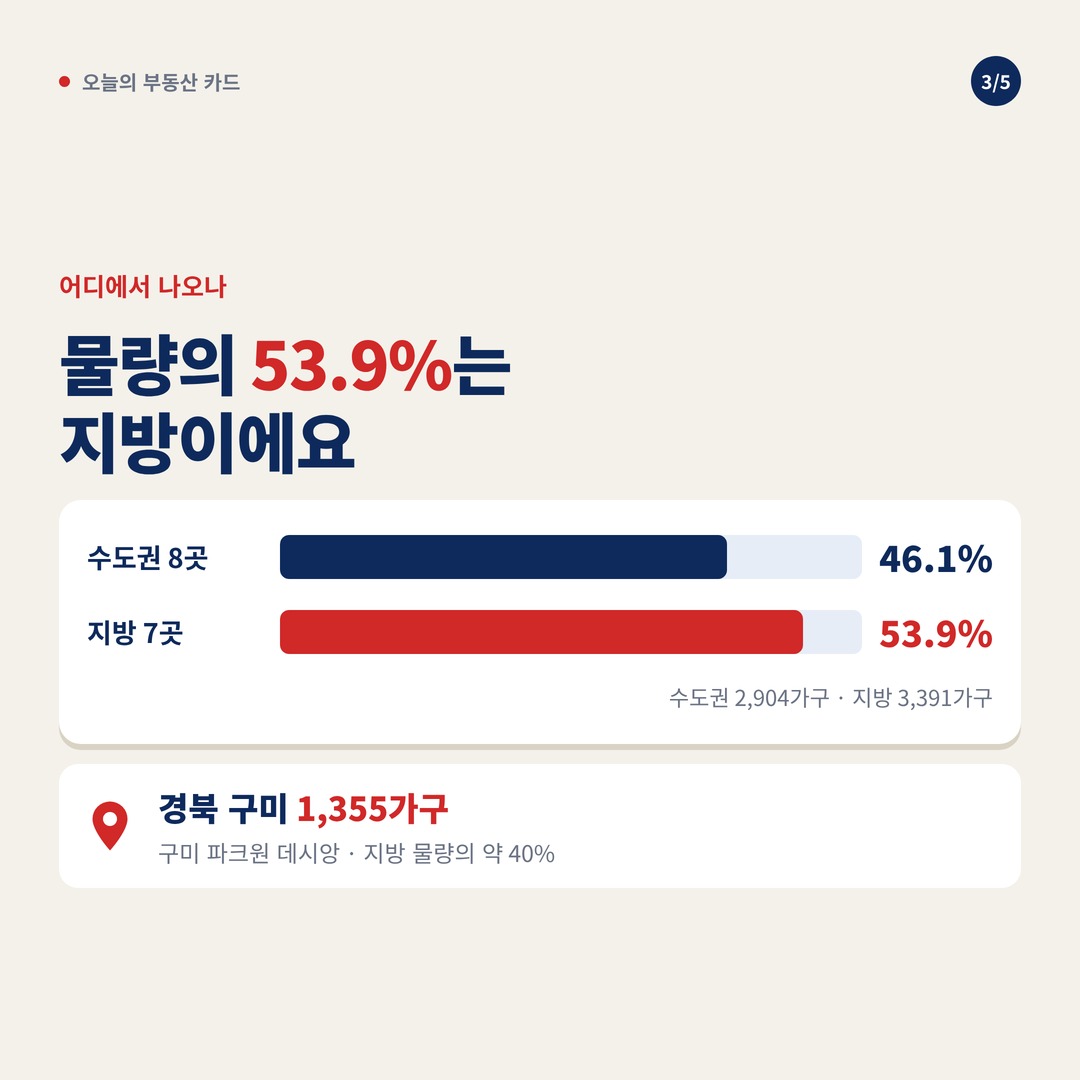 오늘의 부동산 카드
3/5
어디에서 나오나
물량의 53.9%는
지방이에요
수도권 8곳
46.1%
지방 7곳
53.9%
수도권 2,904가구 · 지방 3,391가구
경북 구미 1,355가구
구미 파크원 데시앙 · 지방 물량의 약 40%